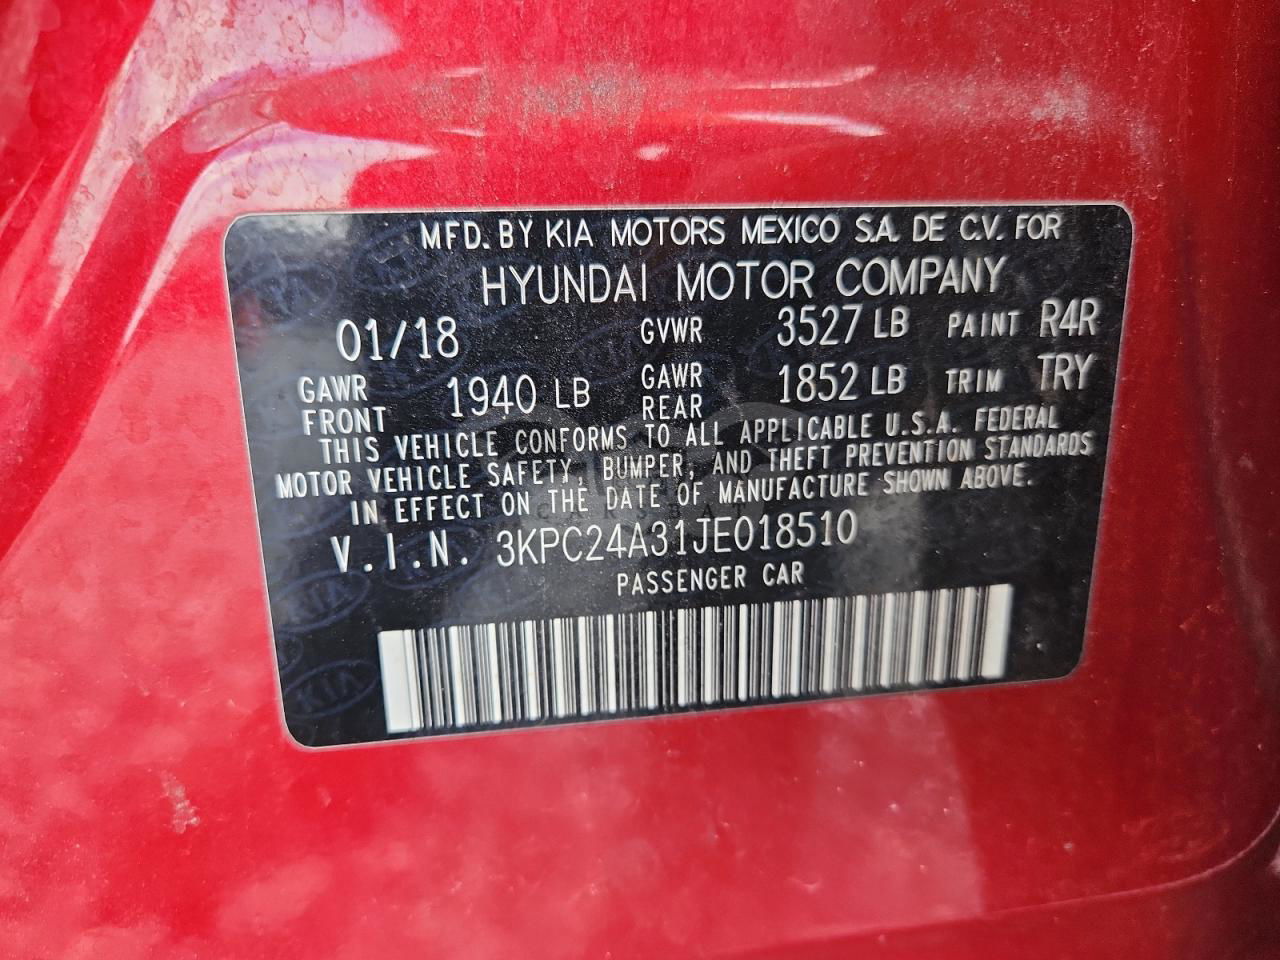 MFD. BY KIA MOTORS MEXICO S.A. DE C.V. FOR
HYUNDAI MOTOR COMPANY
01/18 GVWR 3527 LB PAINT R4R
GAWR FRONT 1940 LB GAWR REAR 1852 LB TRIM TRY
THIS VEHICLE CONFORMS TO ALL APPLICABLE U.S.A. FEDERAL
MOTOR VEHICLE SAFETY, BUMPER, AND THEFT PREVENTION STANDARDS
IN EFFECT ON THE DATE OF MANUFACTURE SHOWN ABOVE.
V.I.N. 3KPC24A31JE018510
PASSENGER CAR
KIA